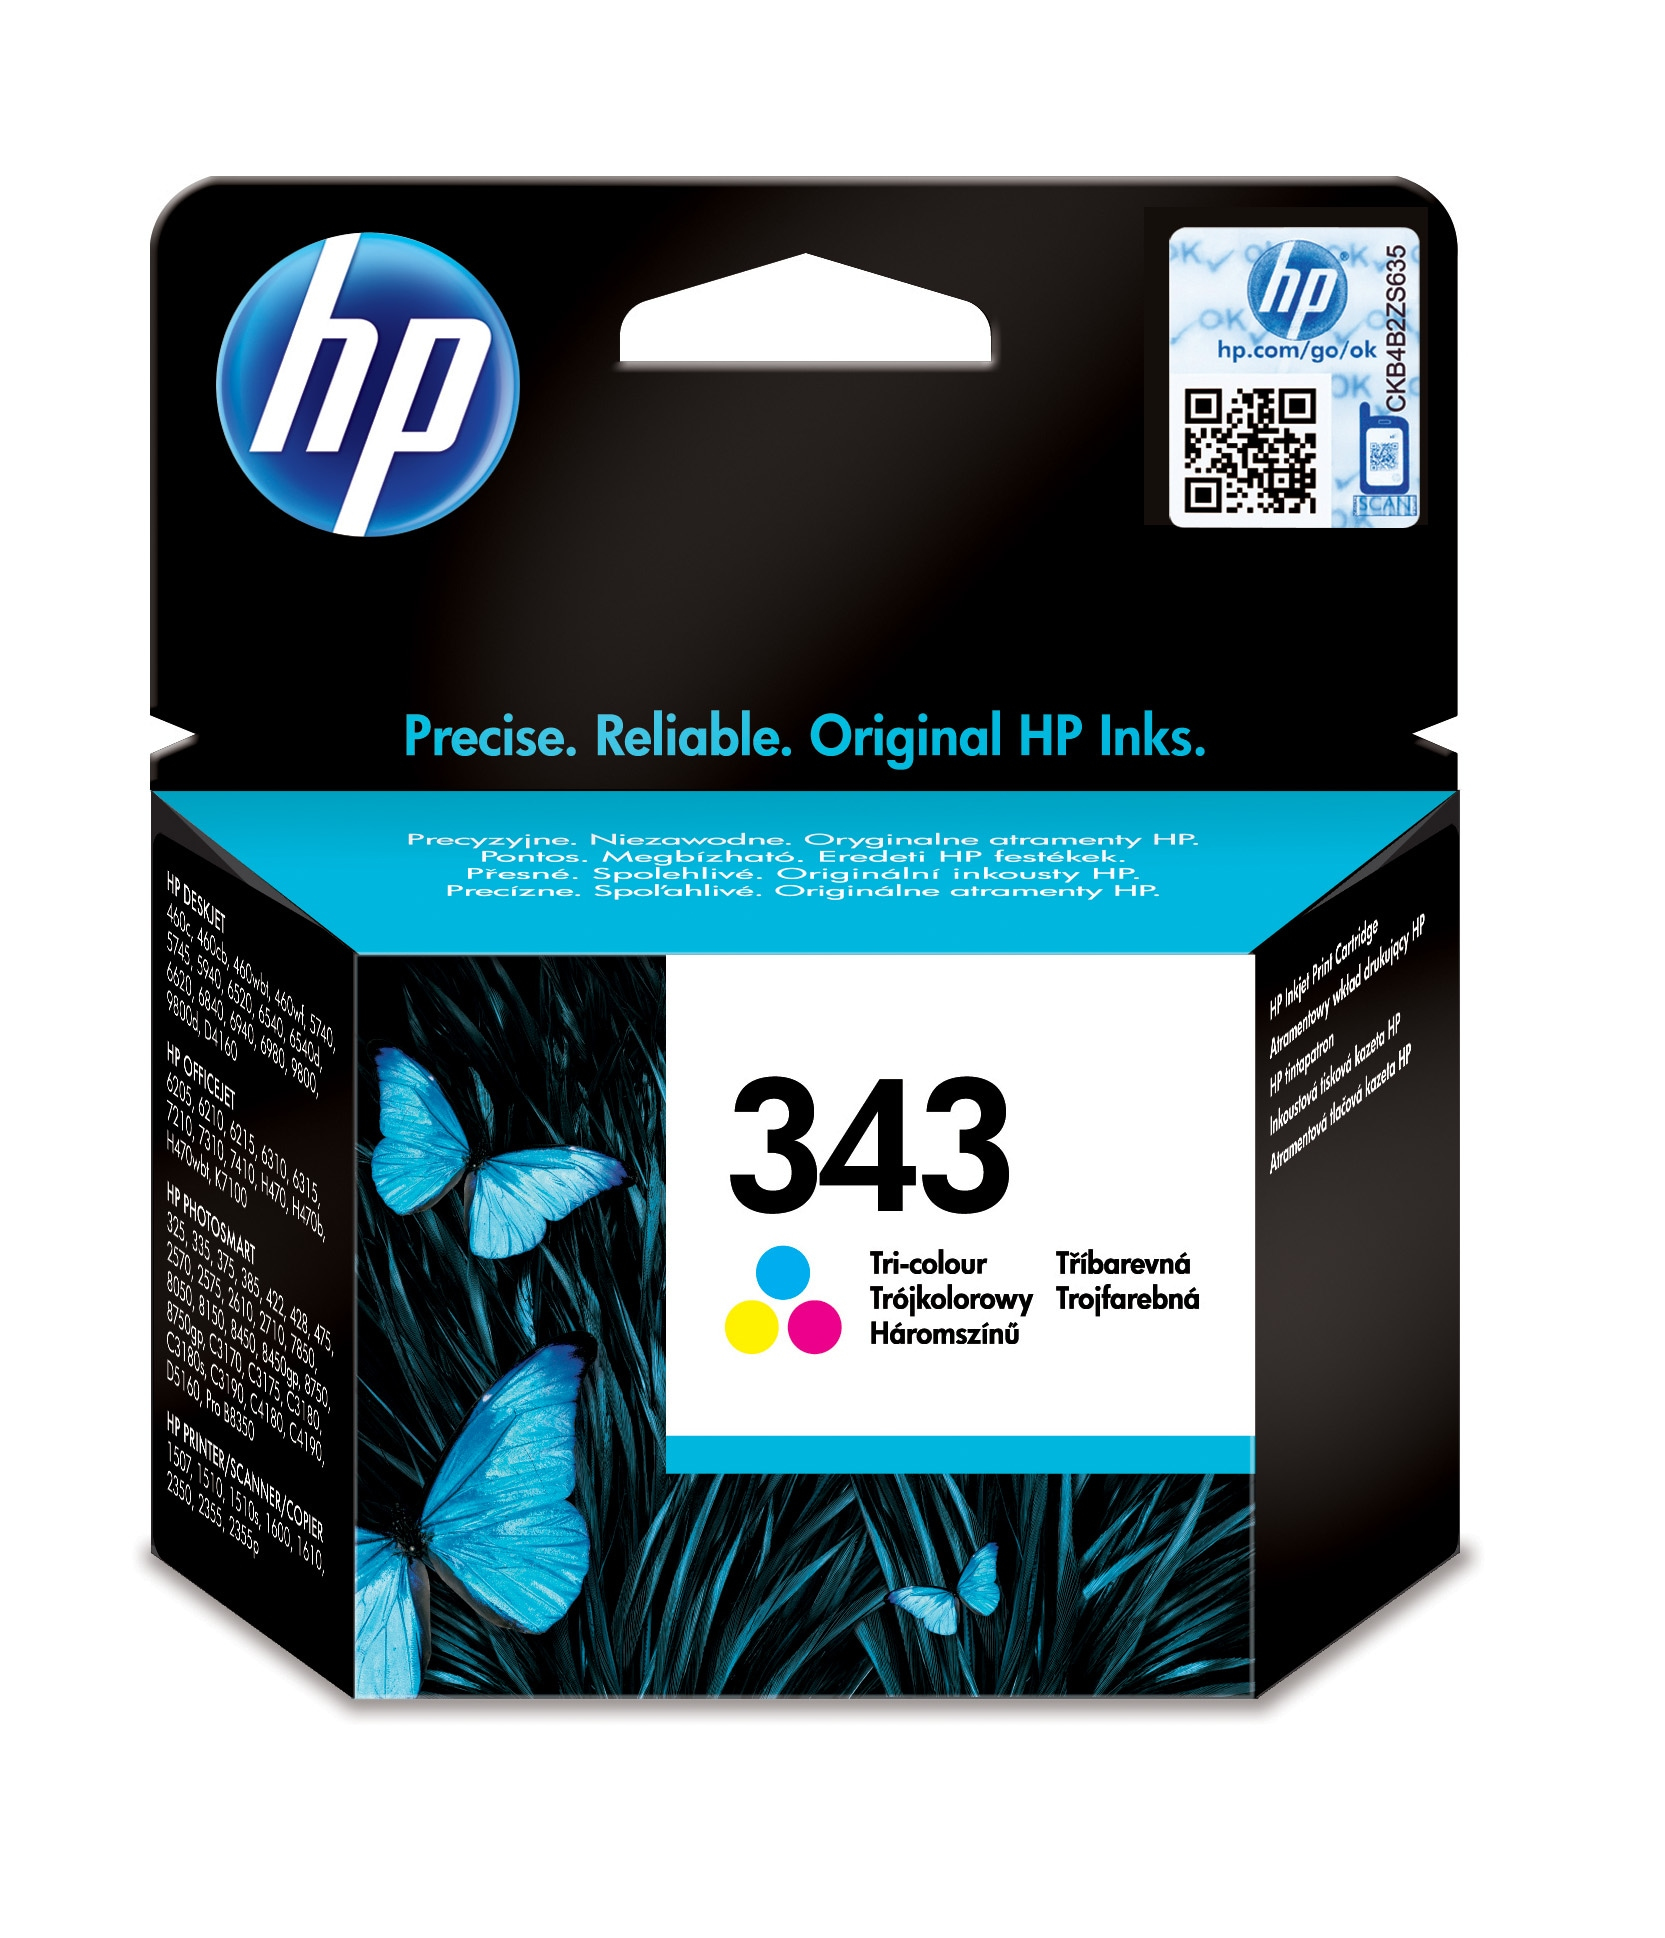 hp
hp
hp.com/go/ok
CKB4B2ZS635
SCAN
Precise. Reliable. Original HP Inks.
Precyzyjne. Niezawodne. Oryginalne atramenty HP.
Pontos. Megbízható. Eredeti HP festékek.
Přesné. Spolehlivé. Originální inkousty HP.
Precízne. Spoľahlivé. Originálne atramenty HP.
HP DESKJET
460c, 460cb, 460wbt, 460wf, 5740,
5745, 5940, 6520, 6540, 6540d,
6620, 6840, 6940, 6980, 9800,
9800d, D4160
HP OFFICEJET
6205, 6210, 6215, 6310, 6315,
7210, 7310, 7410, H470, H470b,
H470wbt, K7100
HP PHOTOSMART
325, 335, 375, 385, 422, 428, 475,
2570, 2575, 2610, 2710, 7850,
8050, 8150, 8450, 8450gp, 8750,
8750gp, C3170, C3175, C3180,
C3180s, C3190, C4180, C4190,
D5160, Pro B8350
HP PRINTER/SCANNER/COPIER
1507, 1510, 1510s, 1600, 1610,
2350, 2355, 2355p
343
Tri-colour
Trójkolorowy
Háromszínű
Tříbarevná
Trojfarebná
HP Inkjet Print Cartridge
Atramentowy wkład drukujący HP
HP tintapatron
Inkoustová tisková kazeta HP
Atramentová tlačová kazeta HP